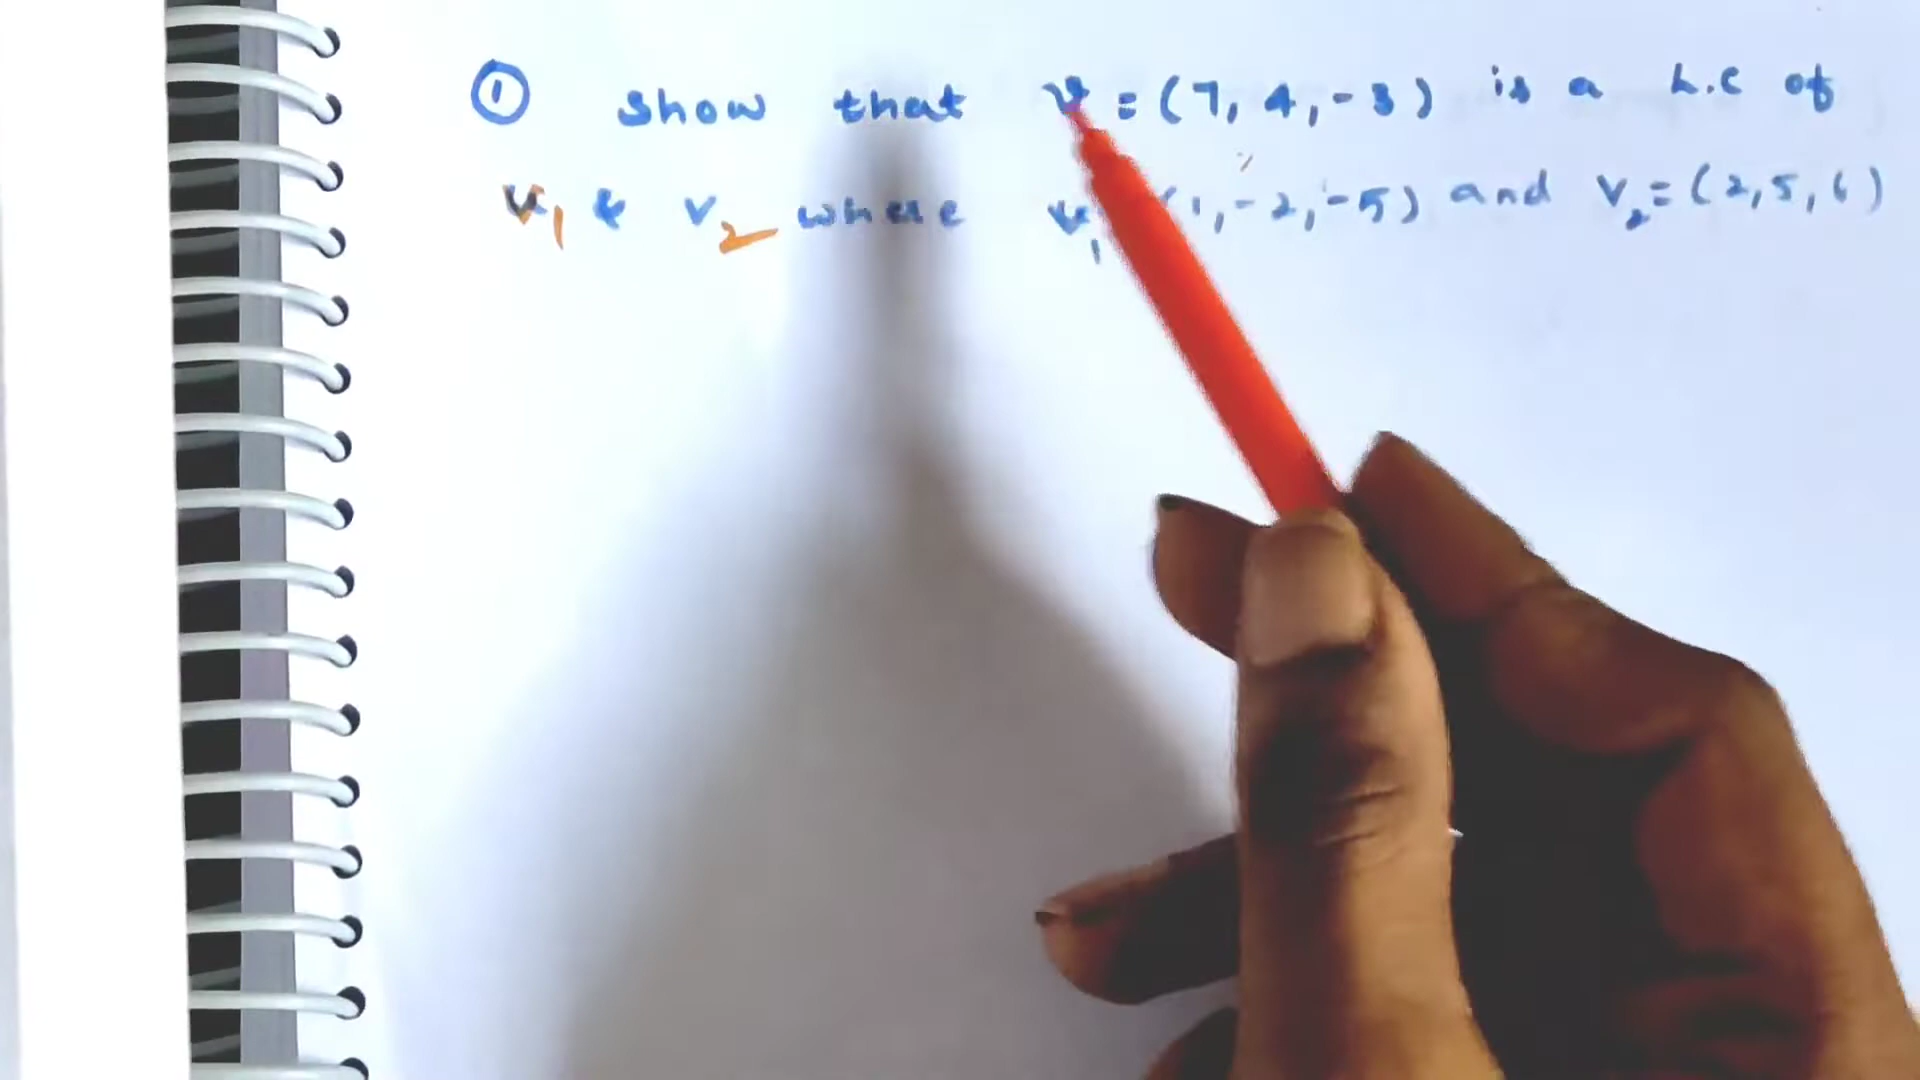 ① show that v = (7, 4, -3) is a L.C of
v₁ & v₂ where v₁ (1, -2, -5) and v₂ = (2, 5, 6)